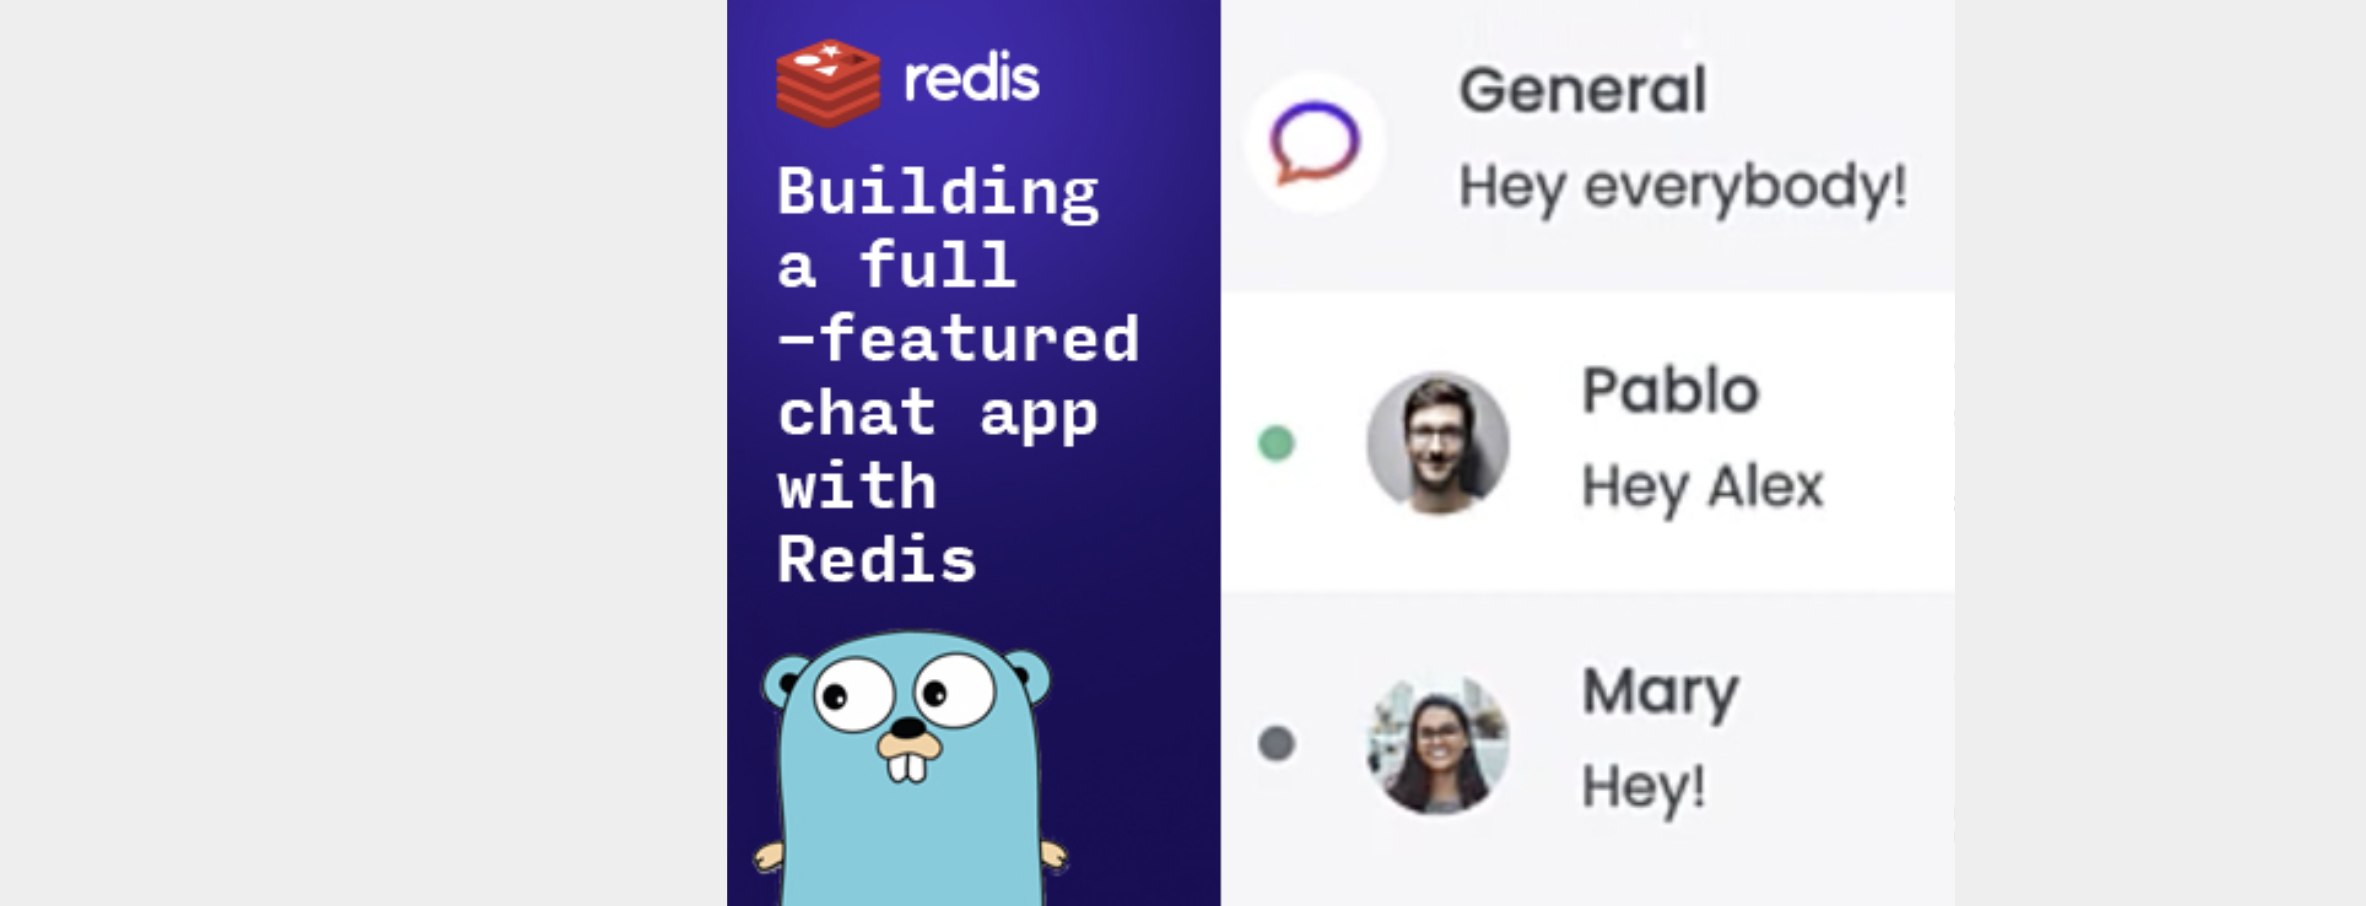 redis
Building
a full
–featured
chat app
with
Redis
General
Hey everybody!
Pablo
Hey Alex
Mary
Hey!